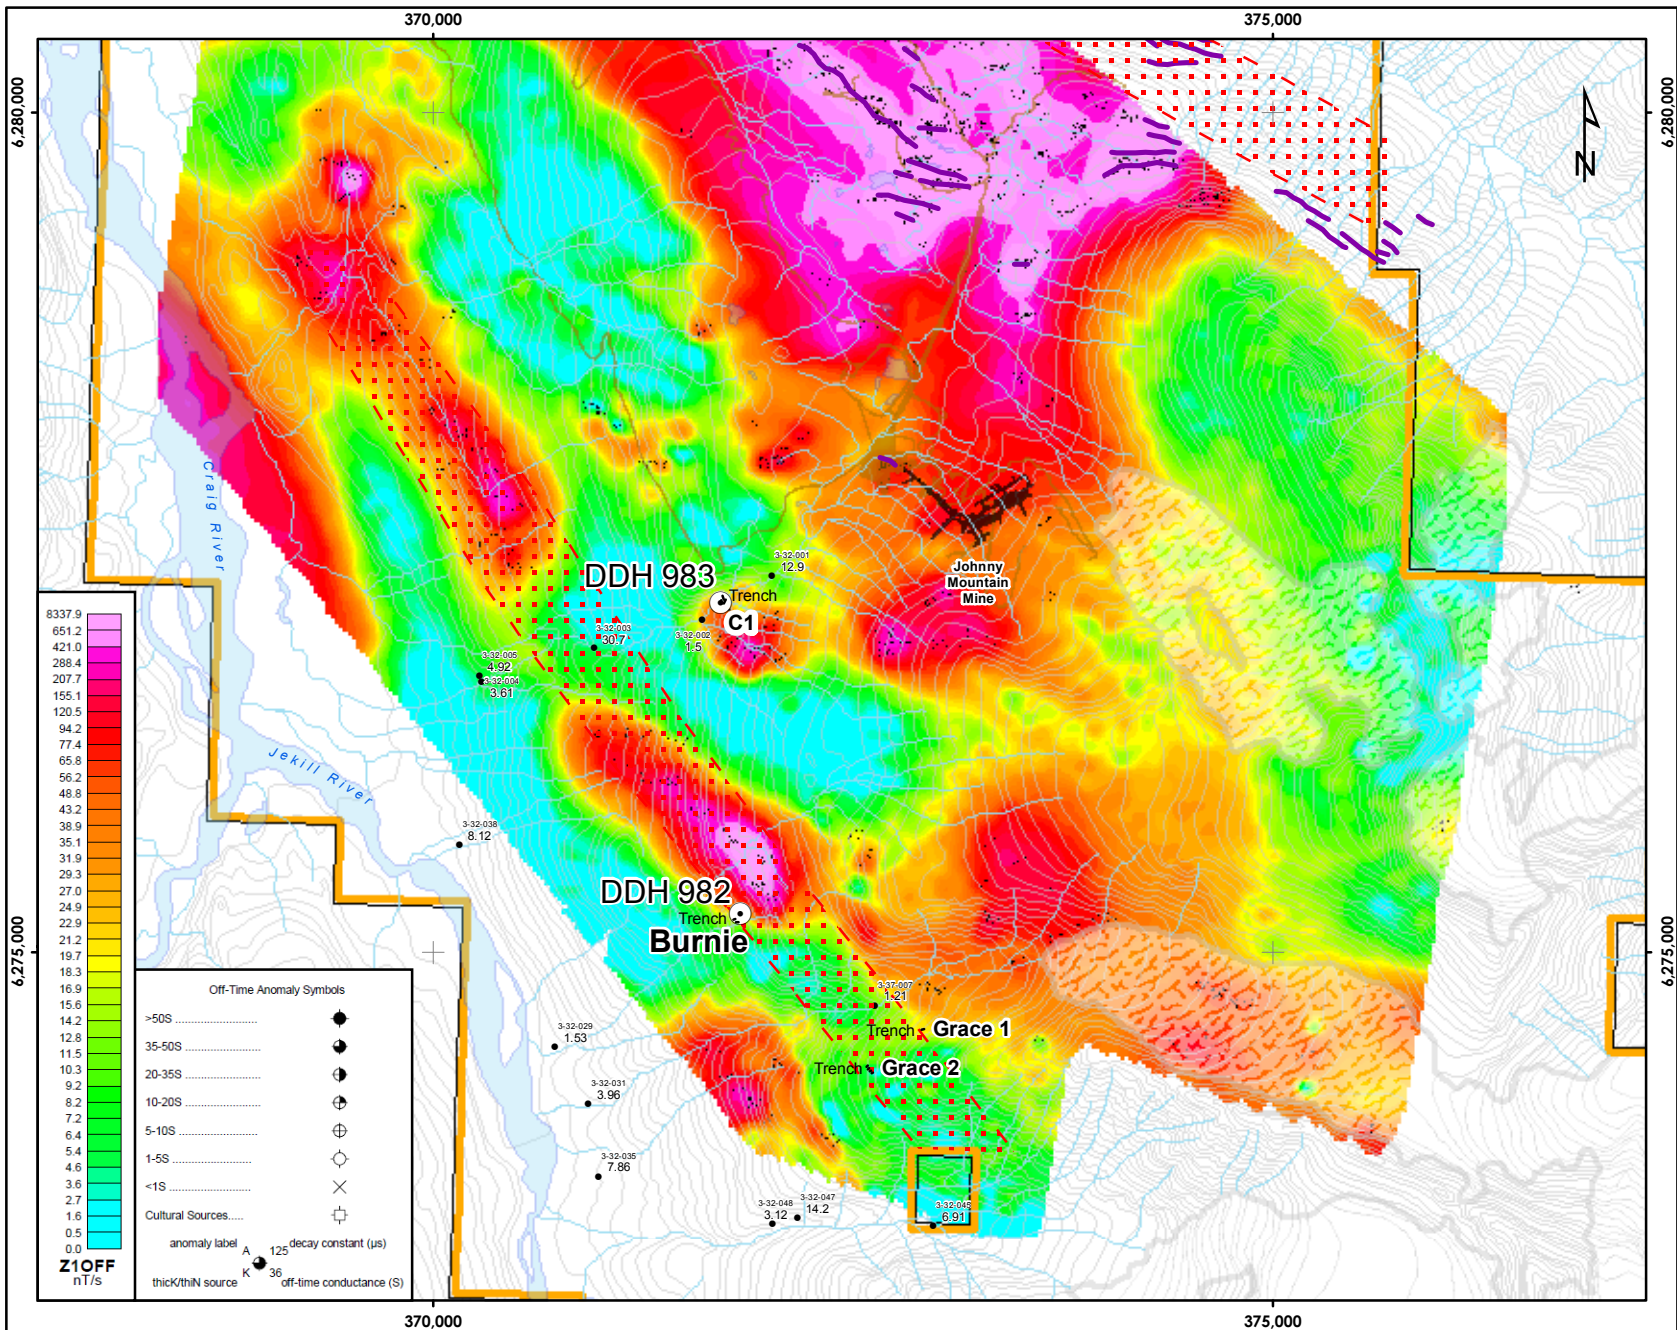 370,000
375,000
6,280,000
6,280,000
N
Craig River
3-32-001
12.9
DDH 983
Trench
C1
Johnny
Mountain
Mine
3-32-003
30.7
3-32-002
1.5
3-32-005
4.92
3-32-004
3.61
Jekill River
3-32-038
8.12
DDH 982
Trench
Burnie
6,275,000
6,275,000
3-37-007
1.21
Trench
Grace 1
Trench
Grace 2
3-32-029
1.53
3-32-031
3.96
3-32-035
7.86
3-32-048
3.12
3-32-047
14.2
6.91
8337.9
651.2
421.0
288.4
207.7
155.1
120.5
94.2
77.4
65.8
56.2
48.8
43.2
38.9
35.1
31.9
29.3
27.0
24.9
22.9
21.2
19.7
18.3
16.9
15.6
14.2
12.8
11.5
10.3
9.2
8.2
7.2
6.4
5.4
4.6
3.6
2.7
1.6
0.5
0.0
Z1OFF
nT/s
Off-Time Anomaly Symbols
>50S ..........................
35-50S ........................
20-35S ........................
10-20S ........................
5-10S .........................
1-5S .........................
<1S ..........................
Cultural Sources.....
anomaly label A 125 decay constant (µs)
thicK/thiN source K 36 off-time conductance (S)
370,000
375,000